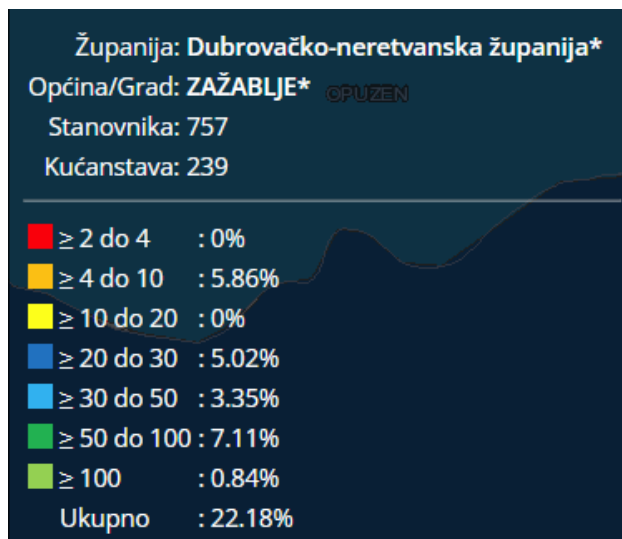 Županija: Dubrovačko-neretvanska županija*
Općina/Grad: ZAŽABLJE*
©PUZEN
Stanovnika: 757
Kućanstava: 239
≥ 2 do 4 : 0%
≥ 4 do 10 : 5.86%
≥ 10 do 20 : 0%
≥ 20 do 30 : 5.02%
≥ 30 do 50 : 3.35%
≥ 50 do 100 : 7.11%
≥ 100 : 0.84%
Ukupno : 22.18%